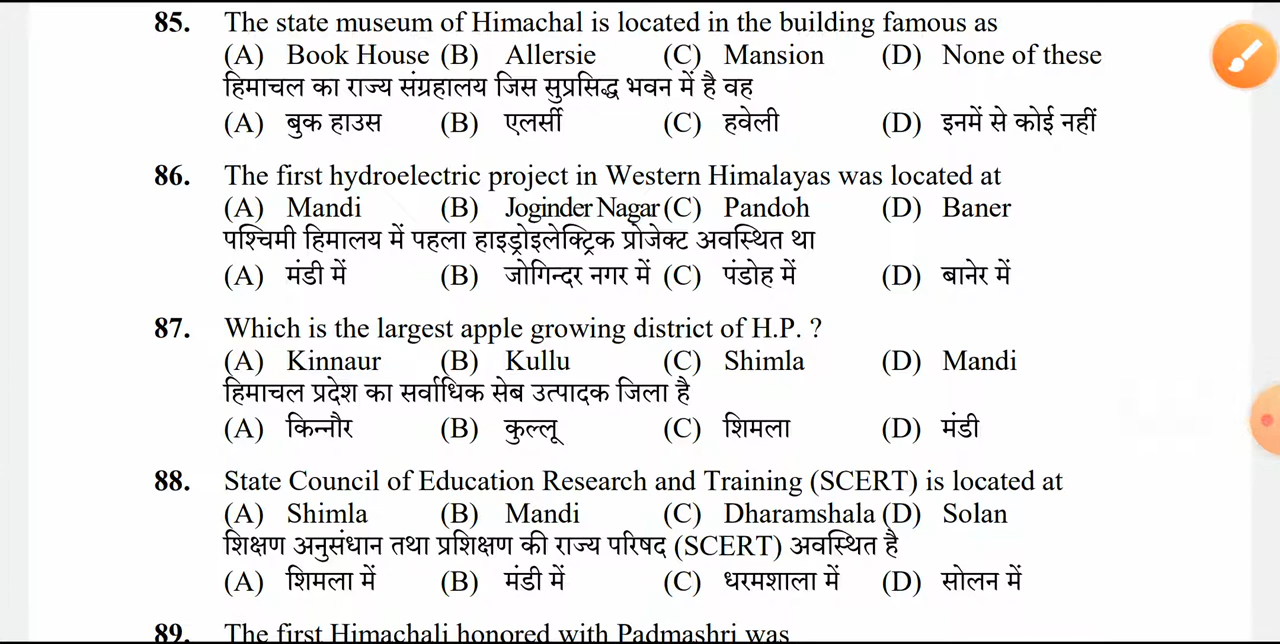 85. The state museum of Himachal is located in the building famous as
(A) Book House (B) Allersie (C) Mansion (D) None of these
हिमाचल का राज्य संग्रहालय जिस सुप्रसिद्ध भवन में है वह
(A) बुक हाउस (B) एलर्सी (C) हवेली (D) इनमें से कोई नहीं
86. The first hydroelectric project in Western Himalayas was located at
(A) Mandi (B) Joginder Nagar (C) Pandoh (D) Baner
पश्चिमी हिमालय में पहला हाइड्रोइलेक्ट्रिक प्रोजेक्ट अवस्थित था
(A) मंडी में (B) जोगिन्दर नगर में (C) पंडोह में (D) बानेर में
87. Which is the largest apple growing district of H.P. ?
(A) Kinnaur (B) Kullu (C) Shimla (D) Mandi
हिमाचल प्रदेश का सर्वाधिक सेब उत्पादक जिला है
(A) किन्नौर (B) कुल्लू (C) शिमला (D) मंडी
88. State Council of Education Research and Training (SCERT) is located at
(A) Shimla (B) Mandi (C) Dharamshala (D) Solan
शिक्षण अनुसंधान तथा प्रशिक्षण की राज्य परिषद (SCERT) अवस्थित है
(A) शिमला में (B) मंडी में (C) धरमशाला में (D) सोलन में
89. The first Himachali honored with Padmashri was